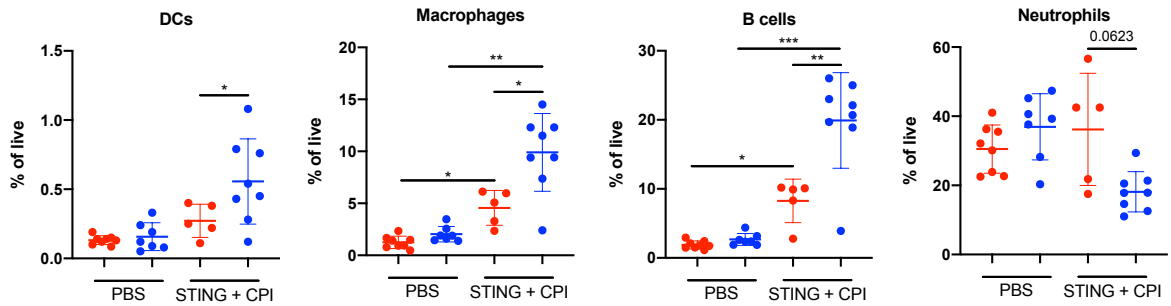 DCs
% of live
1.5
1.0
0.5
0.0
*
PBS
STING + CPI
Macrophages
% of live
20
15
10
5
0
**
*
*
PBS
STING + CPI
B cells
% of live
30
20
10
0
***
**
*
PBS
STING + CPI
Neutrophils
% of live
60
40
20
0
0.0623
PBS
STING + CPI